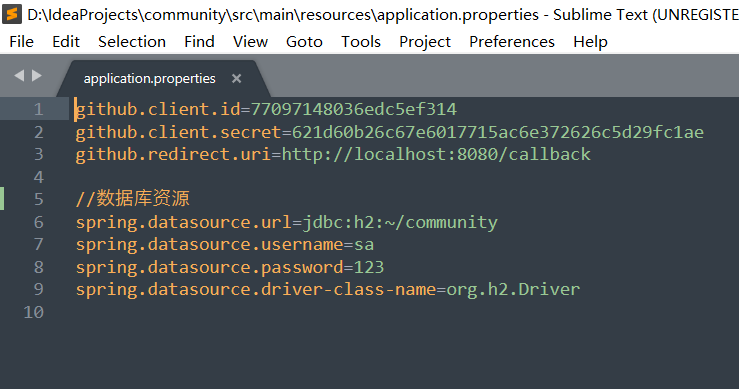 D:\IdeaProjects\community\src\main\resources\application.properties - Sublime Text (UNREGISTE
File Edit Selection Find View Goto Tools Project Preferences Help
application.properties ×
1 github.client.id=77097148036edc5ef314
2 github.client.secret=621d60b26c67e6017715ac6e372626c5d29fc1ae
3 github.redirect.uri=http://localhost:8080/callback
4
5 //数据库资源
6 spring.datasource.url=jdbc:h2:~/community
7 spring.datasource.username=sa
8 spring.datasource.password=123
9 spring.datasource.driver-class-name=org.h2.Driver
10